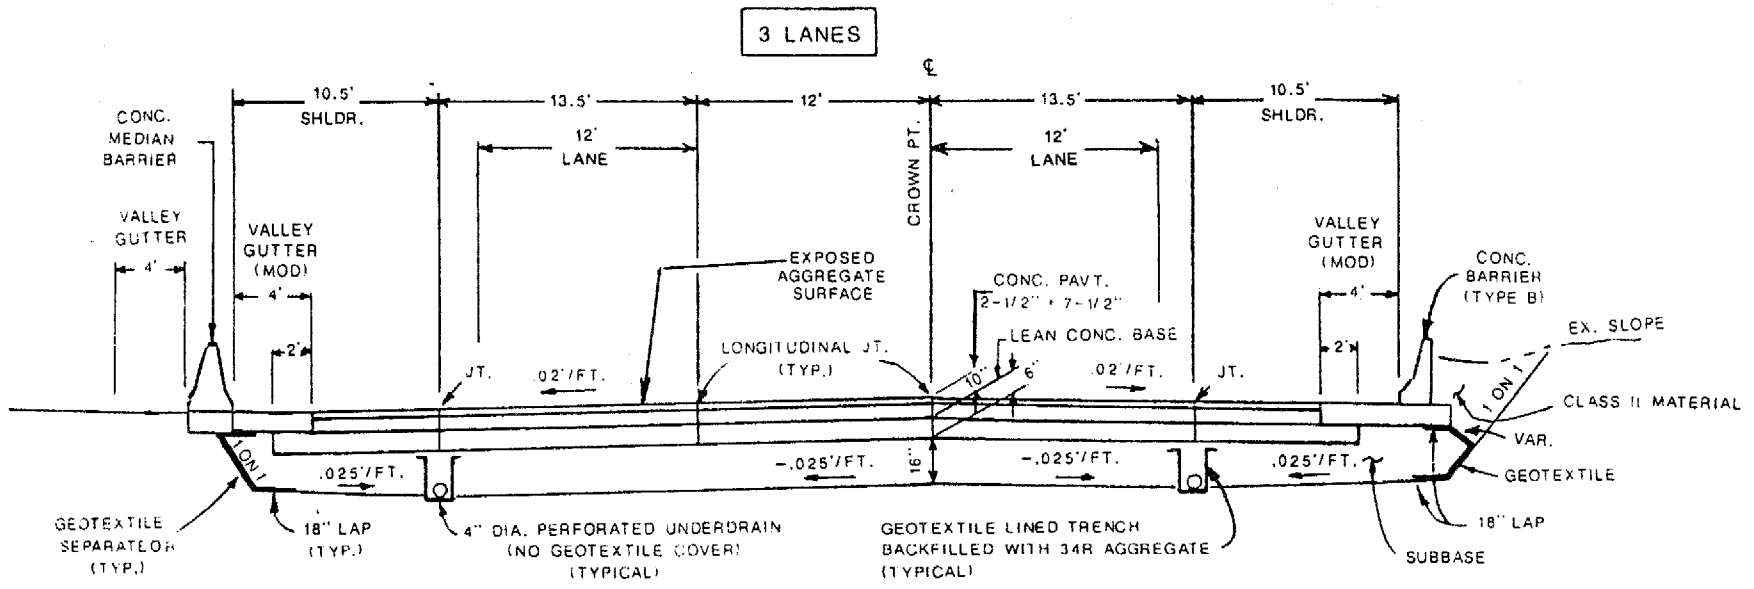 3 LANES
℄
10.5'
SHLDR.
13.5'
12'
13.5'
10.5'
SHLDR.
12'
LANE
12'
LANE
CROWN PT.
CONC.
MEDIAN
BARRIER
VALLEY
GUTTER
4'
VALLEY
GUTTER
(MOD)
4'
2'
EXPOSED
AGGREGATE
SURFACE
CONC. PAVT.
2-1/2" + 7-1/2"
LEAN CONC. BASE
VALLEY
GUTTER
(MOD)
4'
2'
CONC.
BARRIER
(TYPE B)
EX. SLOPE
LONGITUDINAL JT.
(TYP.)
JT.
.02'/FT.
10"
6"
.02'/FT.
JT.
1 ON 1
CLASS II MATERIAL
VAR.
GEOTEXTILE
1 ON 1
.025'/FT.
-.025'/FT.
16"
-.025'/FT.
.025'/FT.
18" LAP
SUBBASE
GEOTEXTILE
SEPARATEOR
(TYP.)
18" LAP
(TYP.)
4" DIA. PERFORATED UNDERDRAIN
(NO GEOTEXTILE COVER)
(TYPICAL)
GEOTEXTILE LINED TRENCH
BACKFILLED WITH 34R AGGREGATE
(TYPICAL)